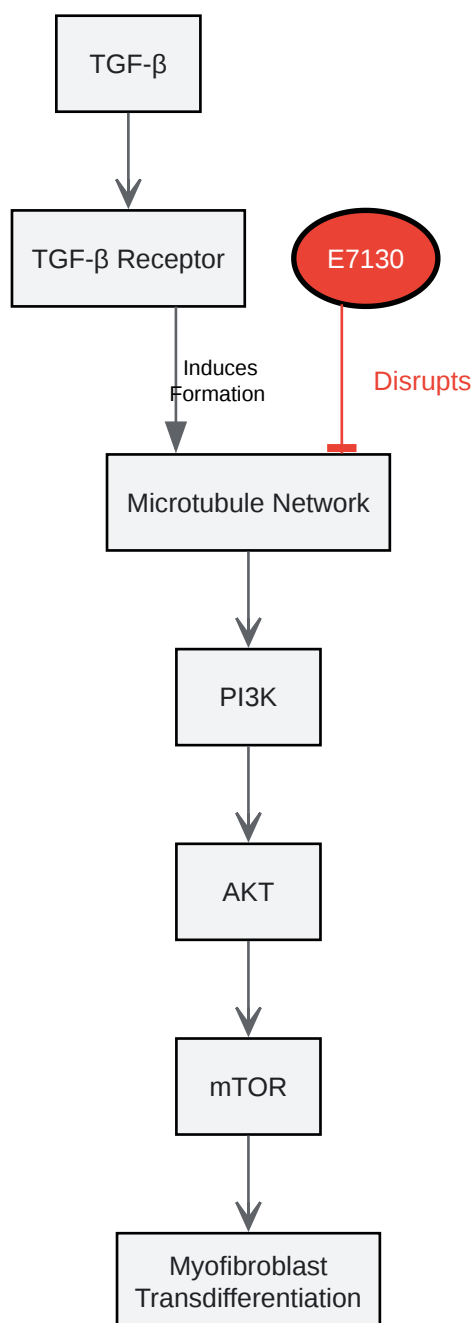 TGF-β
TGF-β Receptor
E7130
Induces
Formation
Disrupts
Microtubule Network
PI3K
AKT
mTOR
Myofibroblast
Transdifferentiation